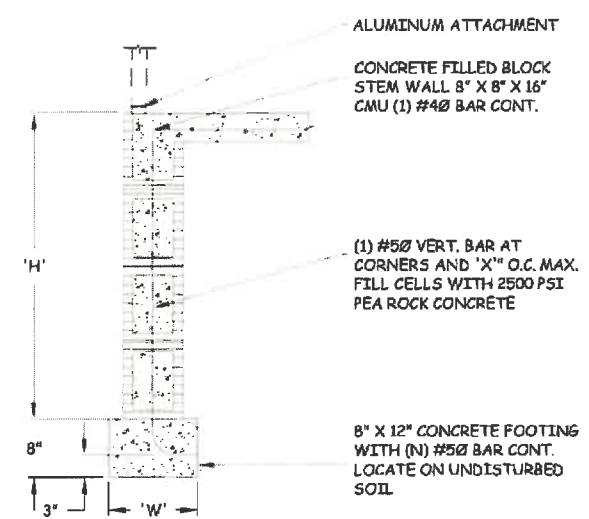 ALUMINUM ATTACHMENT
CONCRETE FILLED BLOCK
STEM WALL 8" X 8" X 16"
CMU (1) #4Ø BAR CONT.
'H'
(1) #5Ø VERT. BAR AT
CORNERS AND 'X'" O.C. MAX.
FILL CELLS WITH 2500 PSI
PEA ROCK CONCRETE
8" X 12" CONCRETE FOOTING
WITH (N) #5Ø BAR CONT.
LOCATE ON UNDISTURBED
SOIL
8"
3"
'W'